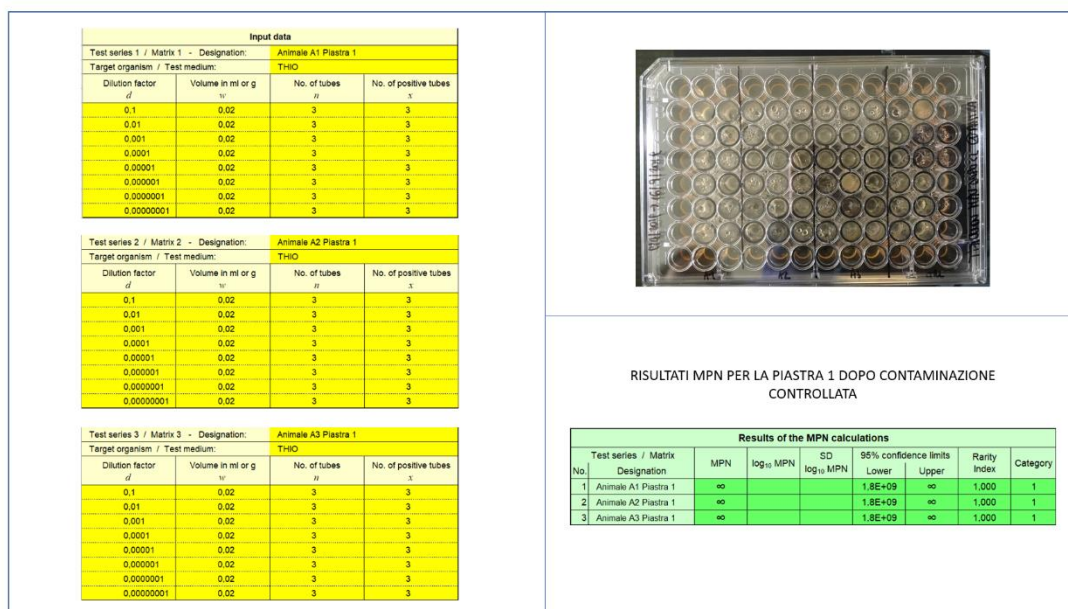 Input data
Test series 1 / Matrix 1 - Designation: Animale A1 Piastra 1
Target organism / Test medium: THIO
Dilution factor Volume in ml or g No. of tubes No. of positive tubes
d w n x
0,1 0,02 3 3
0,01 0,02 3 3
0,001 0,02 3 3
0,0001 0,02 3 3
0,00001 0,02 3 3
0,000001 0,02 3 3
0,0000001 0,02 3 3
0,00000001 0,02 3 3
Test series 2 / Matrix 2 - Designation: Animale A2 Piastra 1
Target organism / Test medium: THIO
Dilution factor Volume in ml or g No. of tubes No. of positive tubes
d w n x
0,1 0,02 3 3
0,01 0,02 3 3
0,001 0,02 3 3
0,0001 0,02 3 3
0,00001 0,02 3 3
0,000001 0,02 3 3
0,0000001 0,02 3 3
0,00000001 0,02 3 3
Test series 3 / Matrix 3 - Designation: Animale A3 Piastra 1
Target organism / Test medium: THIO
Dilution factor Volume in ml or g No. of tubes No. of positive tubes
d w n x
0,1 0,02 3 3
0,01 0,02 3 3
0,001 0,02 3 3
0,0001 0,02 3 3
0,00001 0,02 3 3
0,000001 0,02 3 3
0,0000001 0,02 3 3
0,00000001 0,02 3 3
RISULTATI MPN PER LA PIASTRA 1 DOPO CONTAMINAZIONE
CONTROLLATA
Results of the MPN calculations
Test series / Matrix MPN log₁₀ MPN SD 95% confidence limits Rarity Category
No. Designation log₁₀ MPN Lower Upper Index
1 Animale A1 Piastra 1 ∞ 1,8E+09 ∞ 1,000 1
2 Animale A2 Piastra 1 ∞ 1,8E+09 ∞ 1,000 1
3 Animale A3 Piastra 1 ∞ 1,8E+09 ∞ 1,000 1